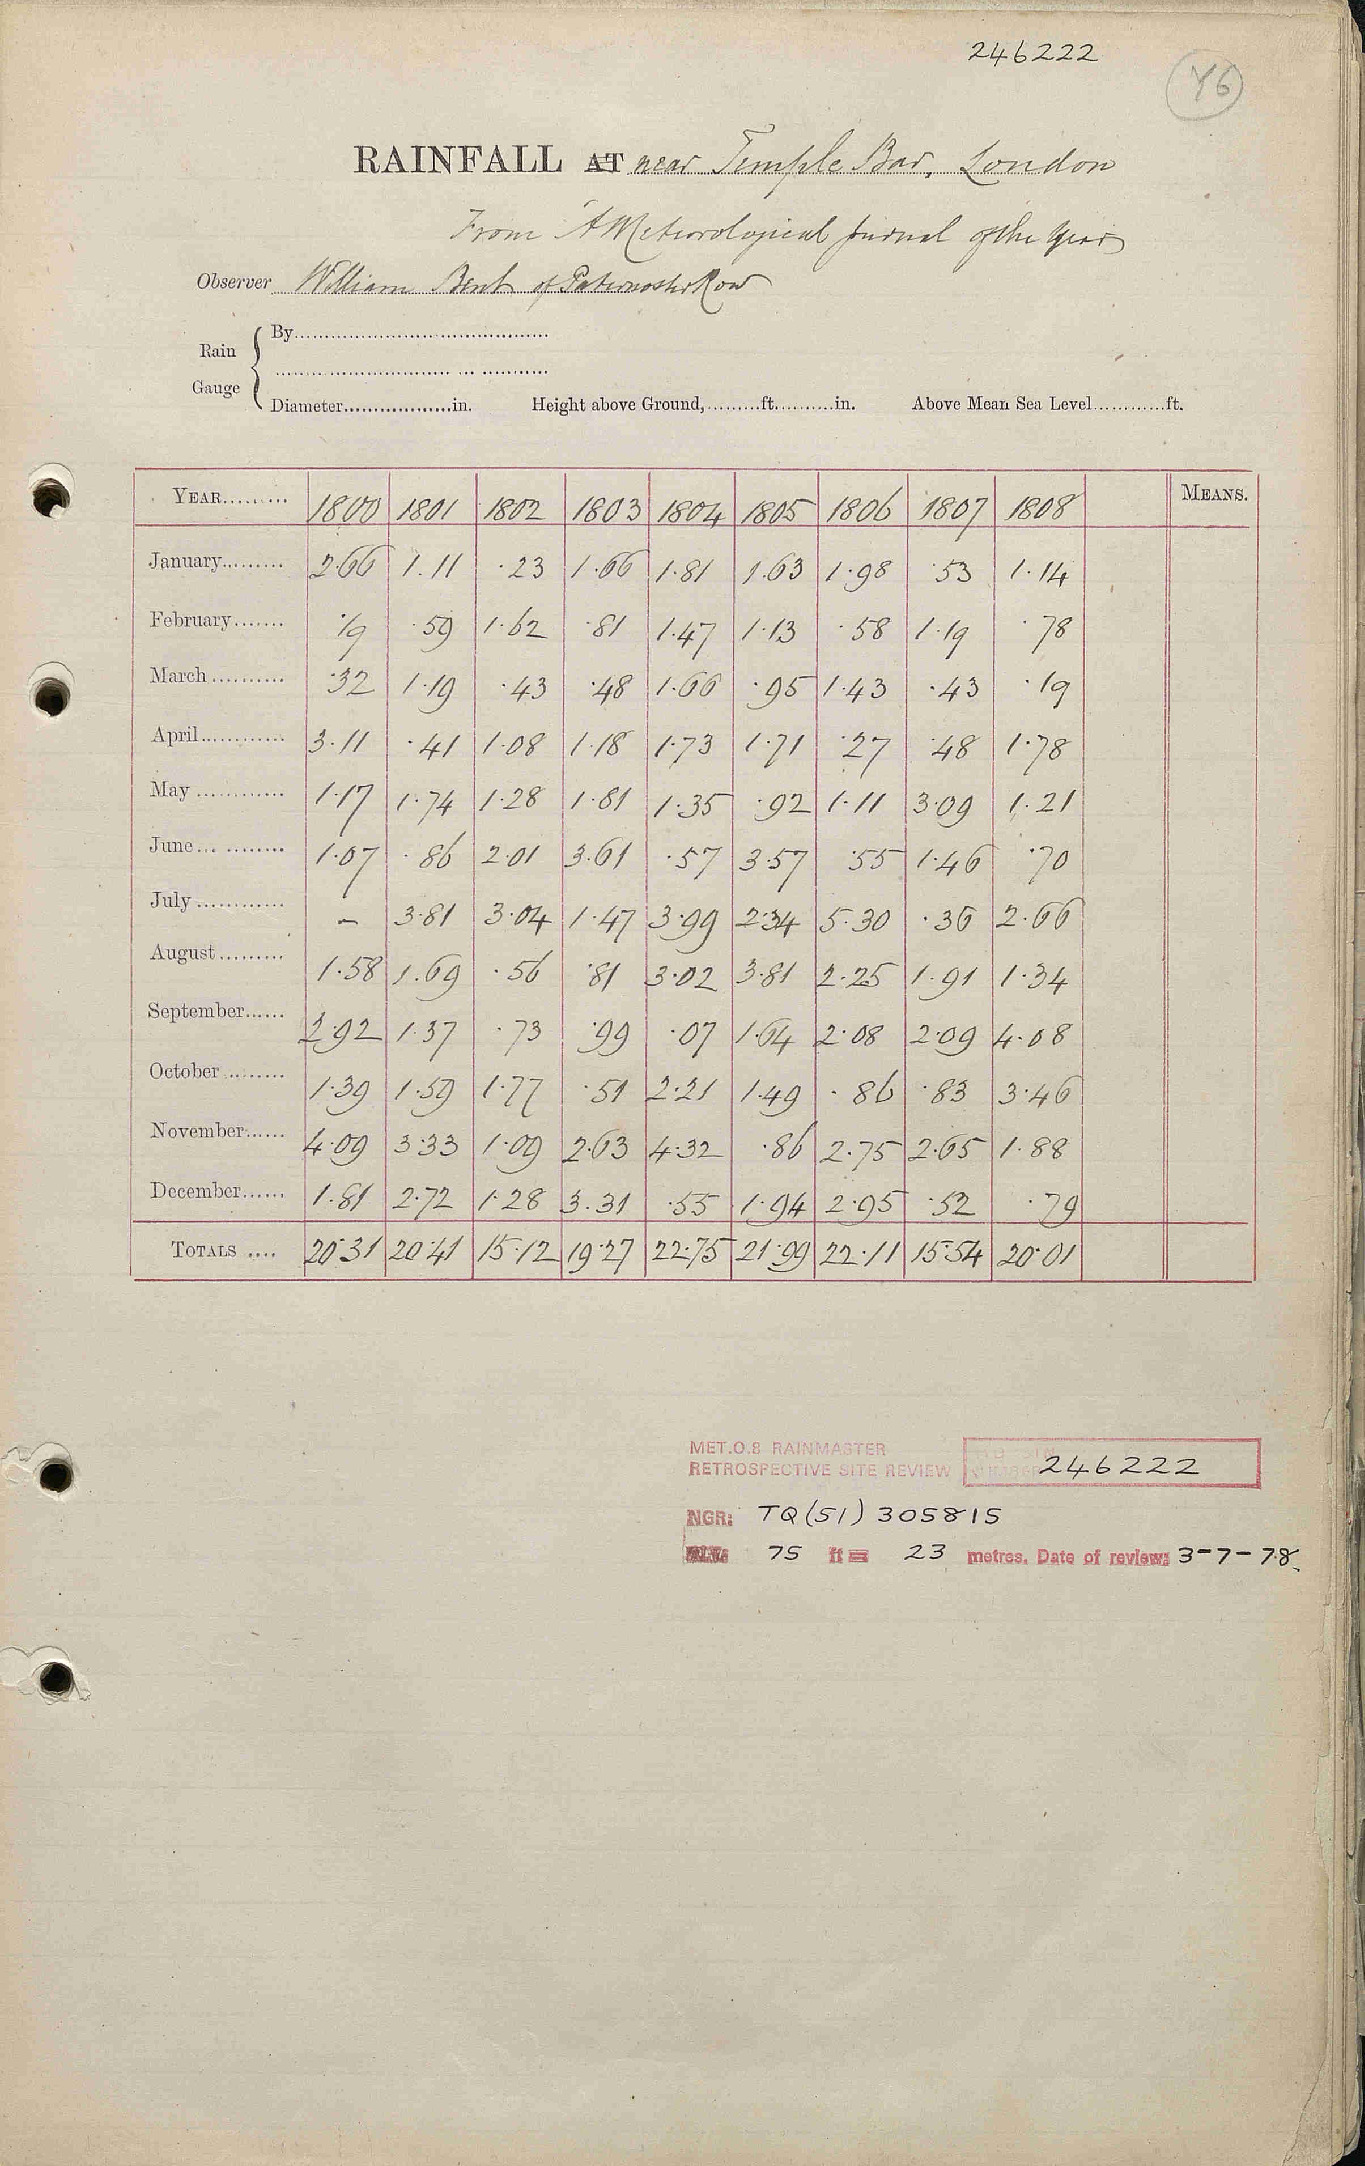 246222
46
RAINFALL AT near Temple Bar, London
From "A Meteorological Journal of the Year
Observer William Bent of Paternoster Row
Rain Gauge
By
Diameter in. Height above Ground, ft. in. Above Mean Sea Level ft.
YEAR 1800 1801 1802 1803 1804 1805 1806 1807 1808 MEANS.
January 2.66 1.11 .23 1.66 1.81 1.63 1.98 .53 1.14
February .19 .59 1.62 .81 1.47 1.13 .58 1.19 .78
March .32 1.19 .43 .48 1.66 .95 1.43 .43 .19
April 3.11 .41 1.08 1.18 1.73 1.71 .27 .48 1.78
May 1.17 1.74 1.28 1.81 1.35 .92 1.11 3.09 1.21
June 1.07 .86 2.01 3.61 .57 3.57 .55 1.46 .70
July - 3.81 3.04 1.47 3.99 2.34 5.30 .36 2.66
August 1.58 1.69 .56 .81 3.02 3.81 2.25 1.91 1.34
September 2.92 1.37 .73 .99 .07 1.64 2.08 2.09 4.08
October 1.39 1.59 1.77 .51 2.21 1.49 .86 .83 3.46
November 4.09 3.33 1.09 2.63 4.32 .86 2.75 2.65 1.88
December 1.81 2.72 1.28 3.31 .55 1.94 2.95 .52 .79
TOTALS 20.31 20.41 15.12 19.27 22.75 21.99 22.11 15.54 20.01
MET.O.8 RAINMASTER
RETROSPECTIVE SITE REVIEW 246222
NGR: TQ(51) 305815
75 ft = 23 metres. Date of review: 3-7-78.